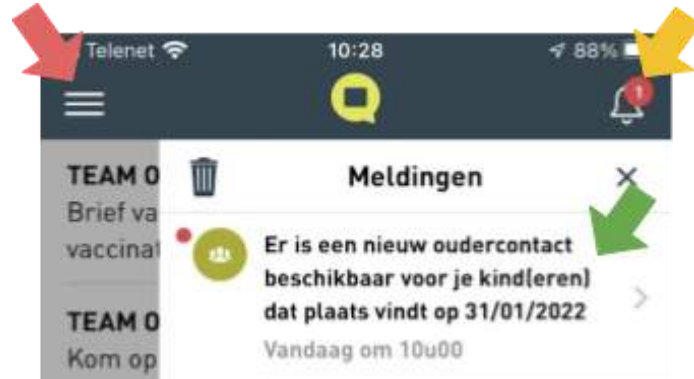 Telenet 10:28 88%
1
TEAM O
Brief va
vaccinat
TEAM O
Kom op
Meldingen
Er is een nieuw oudercontact
beschikbaar voor je kind(eren)
dat plaats vindt op 31/01/2022
Vandaag om 10u00